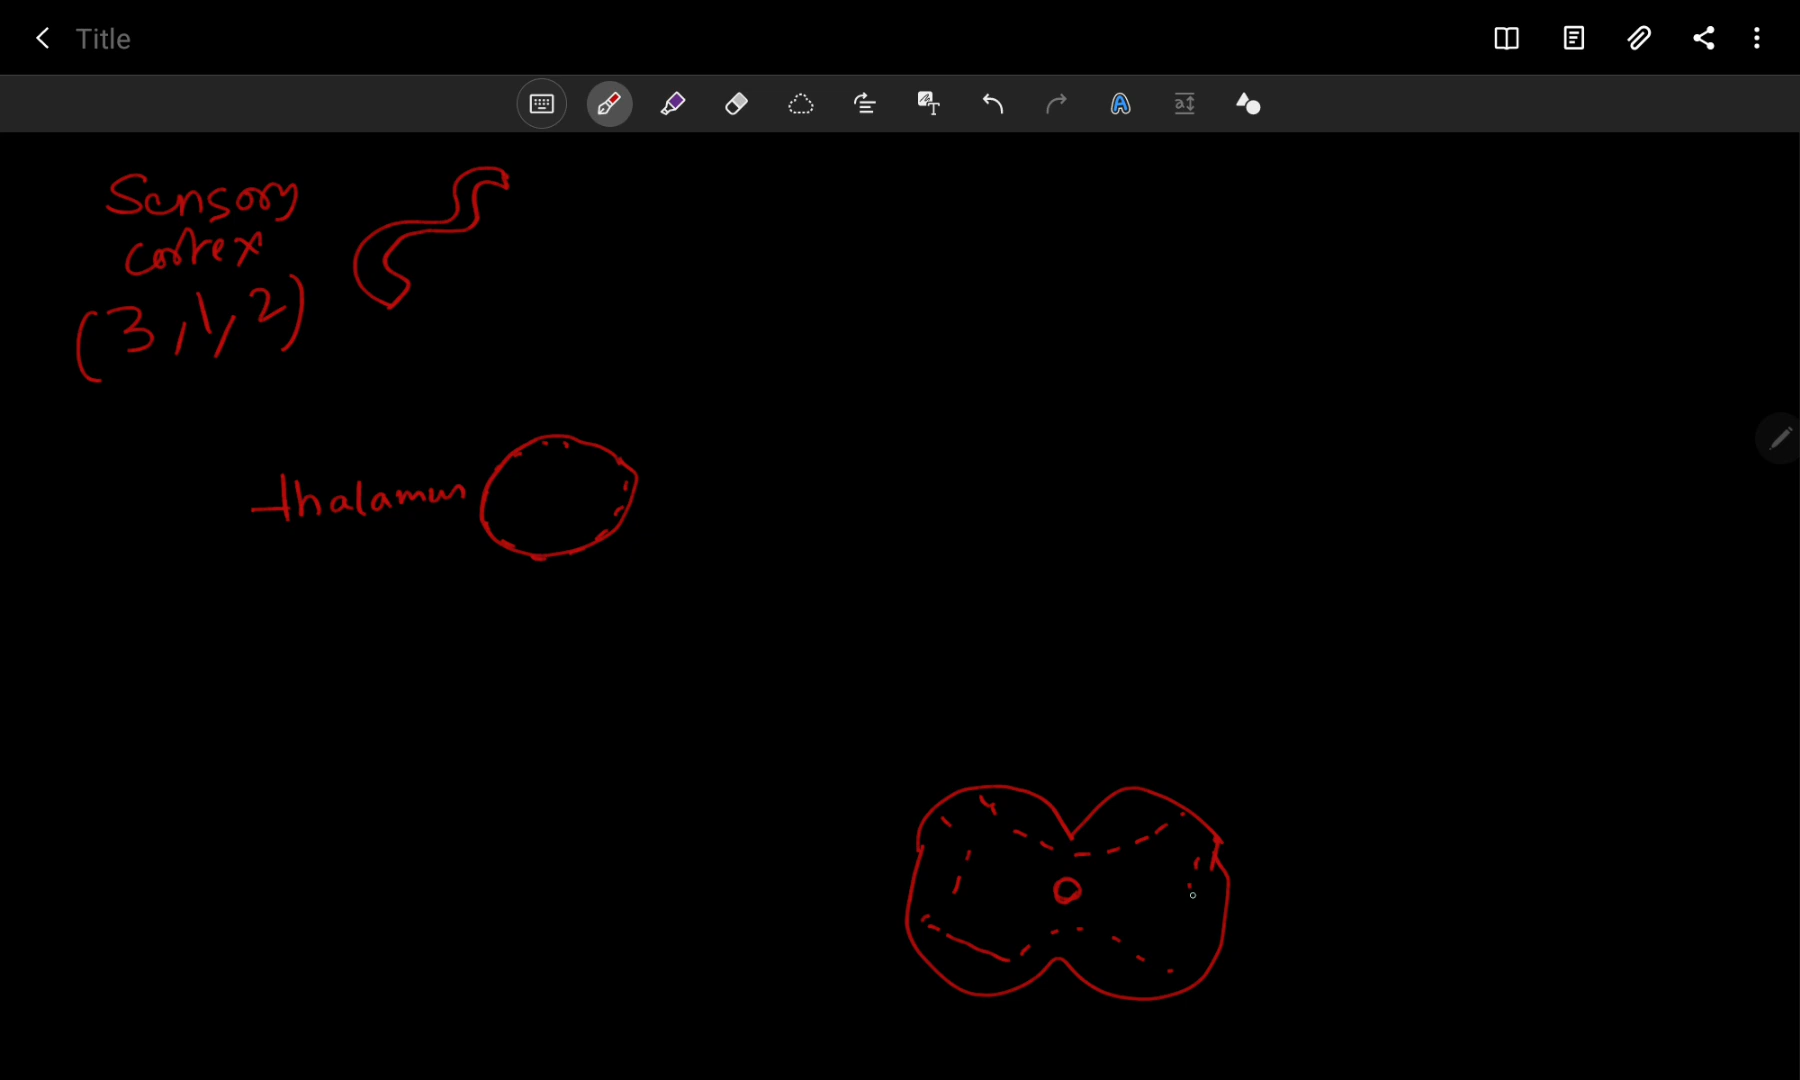 Title
Sensory
cortex
(3, 1, 2)
thalamus